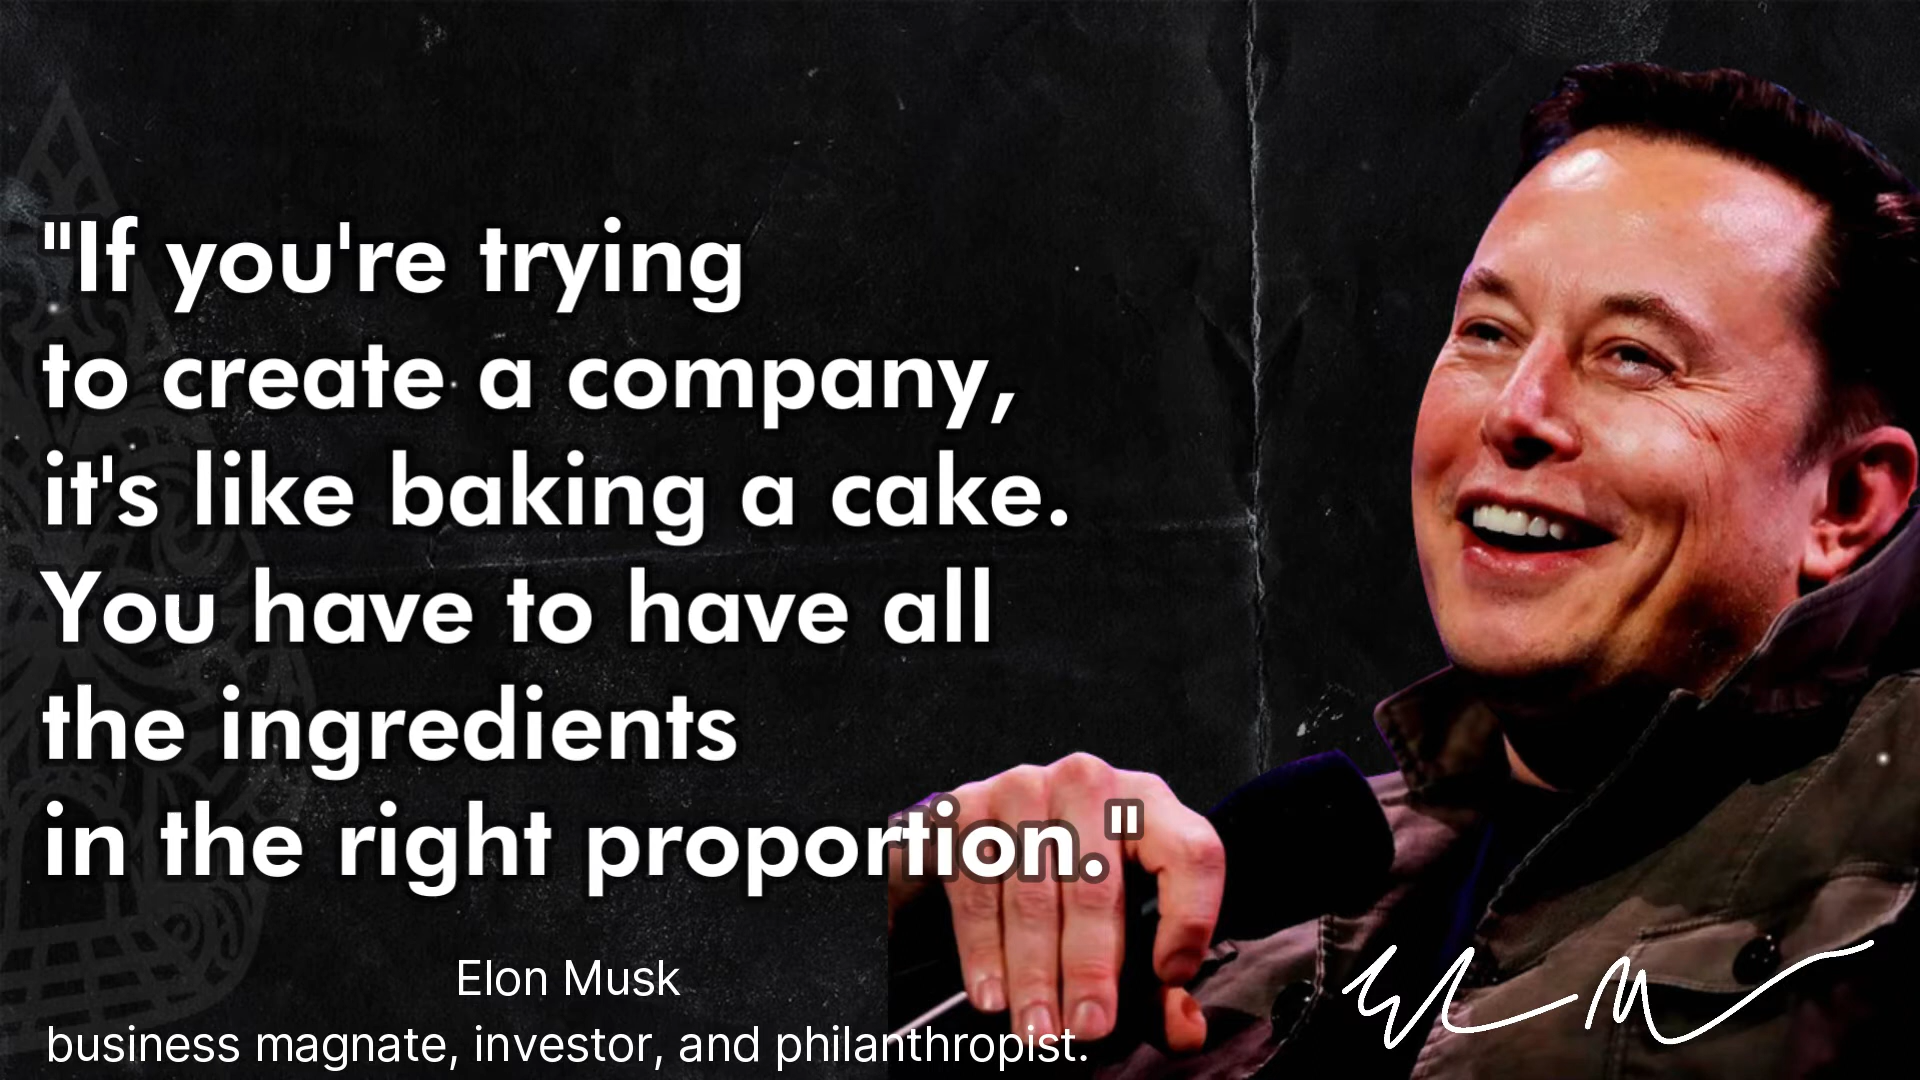 "If you're trying
to create a company,
it's like baking a cake.
You have to have all
the ingredients
in the right proportion."
Elon Musk
business magnate, investor, and philanthropist.